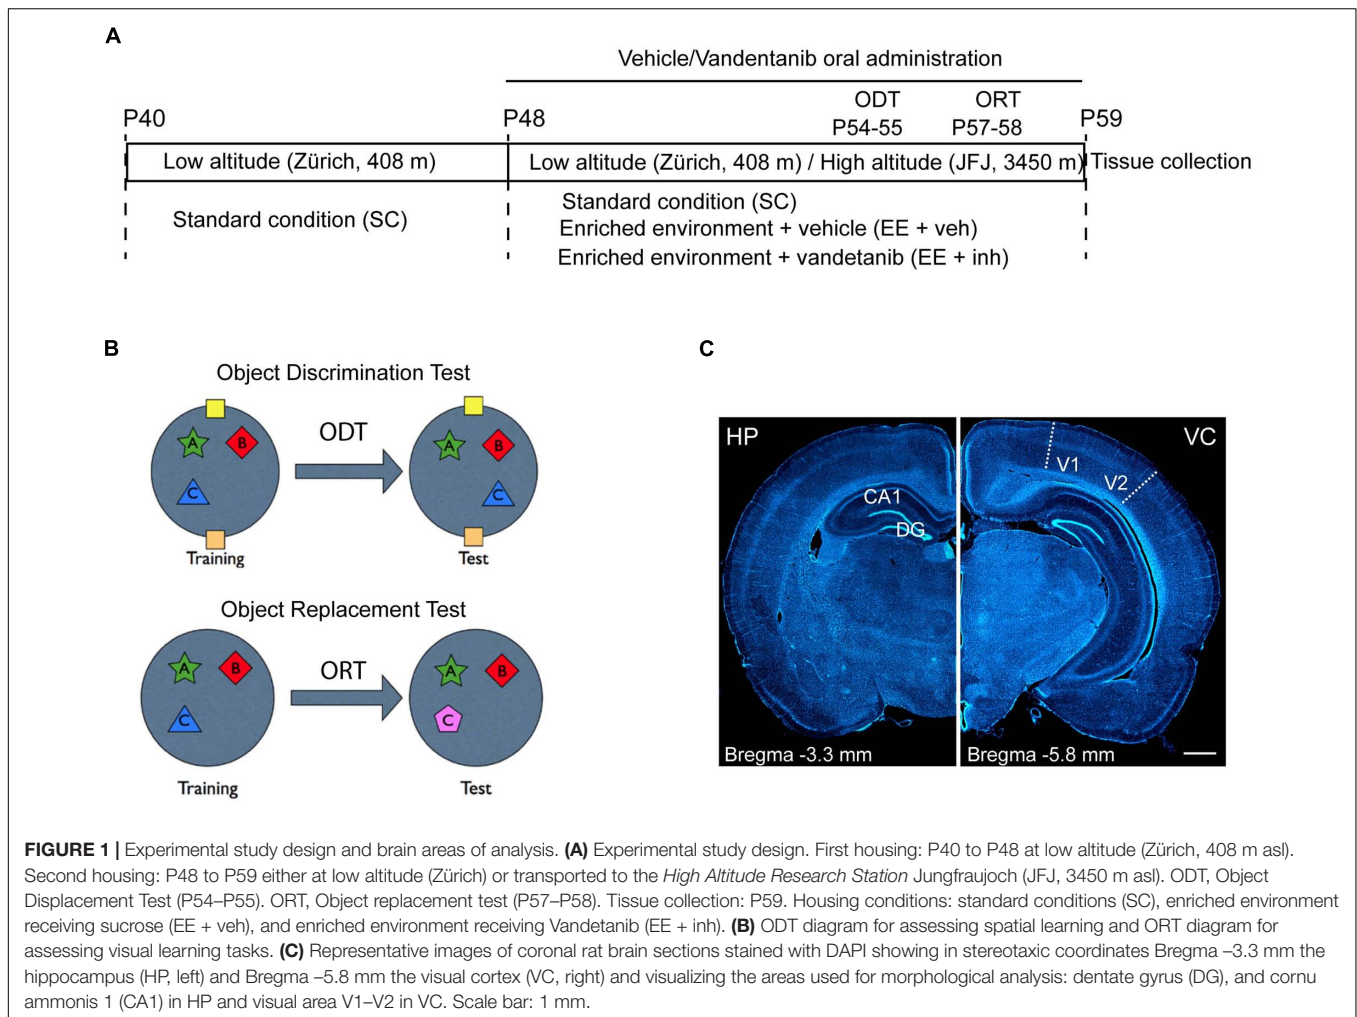 A
Vehicle/Vandentanib oral administration
ODT
ORT
P40
P48
P54-55
P57-58
P59
Low altitude (Zürich, 408 m)
Low altitude (Zürich, 408 m) / High altitude (JFJ, 3450 m)
Tissue collection
Standard condition (SC)
Standard condition (SC)
Enriched environment + vehicle (EE + veh)
Enriched environment + vandetanib (EE + inh)
B
Object Discrimination Test
A
B
C
ODT
A
B
C
Training
Test
Object Replacement Test
A
B
C
ORT
A
B
C
Training
Test
C
HP
CA1
DG
Bregma -3.3 mm
VC
V1
V2
Bregma -5.8 mm
FIGURE 1 | Experimental study design and brain areas of analysis. (A) Experimental study design. First housing: P40 to P48 at low altitude (Zürich, 408 m asl).
Second housing: P48 to P59 either at low altitude (Zürich) or transported to the High Altitude Research Station Jungfraujoch (JFJ, 3450 m asl). ODT, Object
Displacement Test (P54–P55). ORT, Object replacement test (P57–P58). Tissue collection: P59. Housing conditions: standard conditions (SC), enriched environment
receiving sucrose (EE + veh), and enriched environment receiving Vandetanib (EE + inh). (B) ODT diagram for assessing spatial learning and ORT diagram for
assessing visual learning tasks. (C) Representative images of coronal rat brain sections stained with DAPI showing in stereotaxic coordinates Bregma –3.3 mm the
hippocampus (HP, left) and Bregma –5.8 mm the visual cortex (VC, right) and visualizing the areas used for morphological analysis: dentate gyrus (DG), and cornu
ammonis 1 (CA1) in HP and visual area V1–V2 in VC. Scale bar: 1 mm.